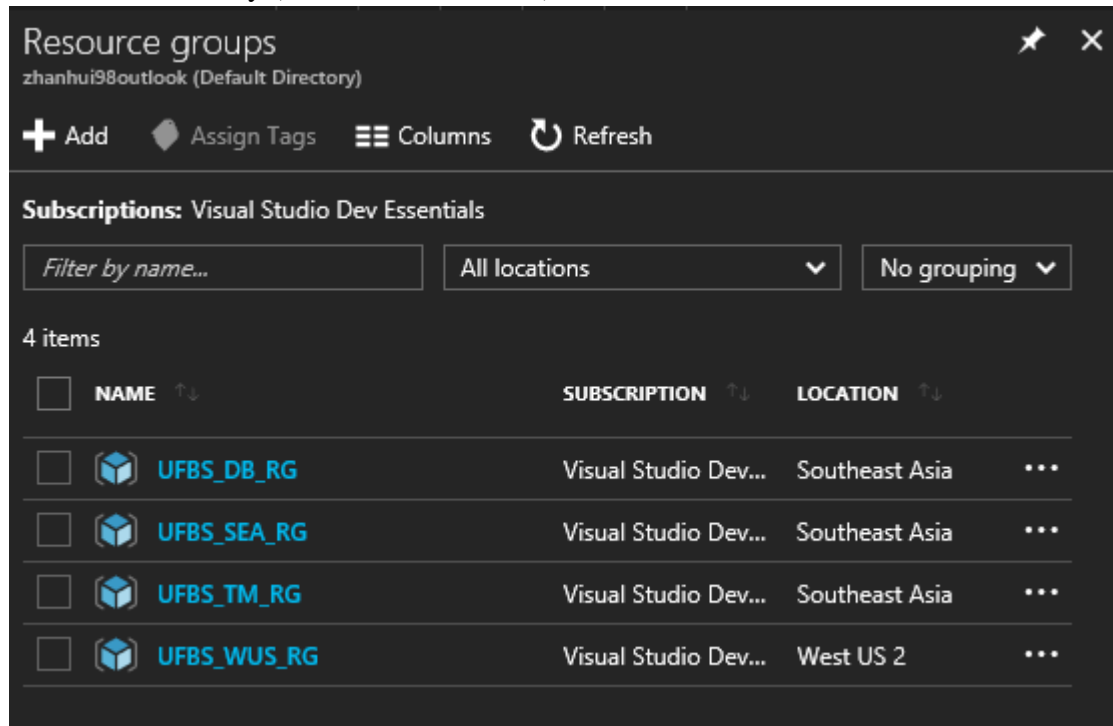 Resource groups
zhanhui98outlook (Default Directory)
Add Assign Tags Columns Refresh
Subscriptions: Visual Studio Dev Essentials
Filter by name... All locations No grouping
4 items
NAME SUBSCRIPTION LOCATION
UFBS_DB_RG Visual Studio Dev... Southeast Asia
UFBS_SEA_RG Visual Studio Dev... Southeast Asia
UFBS_TM_RG Visual Studio Dev... Southeast Asia
UFBS_WUS_RG Visual Studio Dev... West US 2